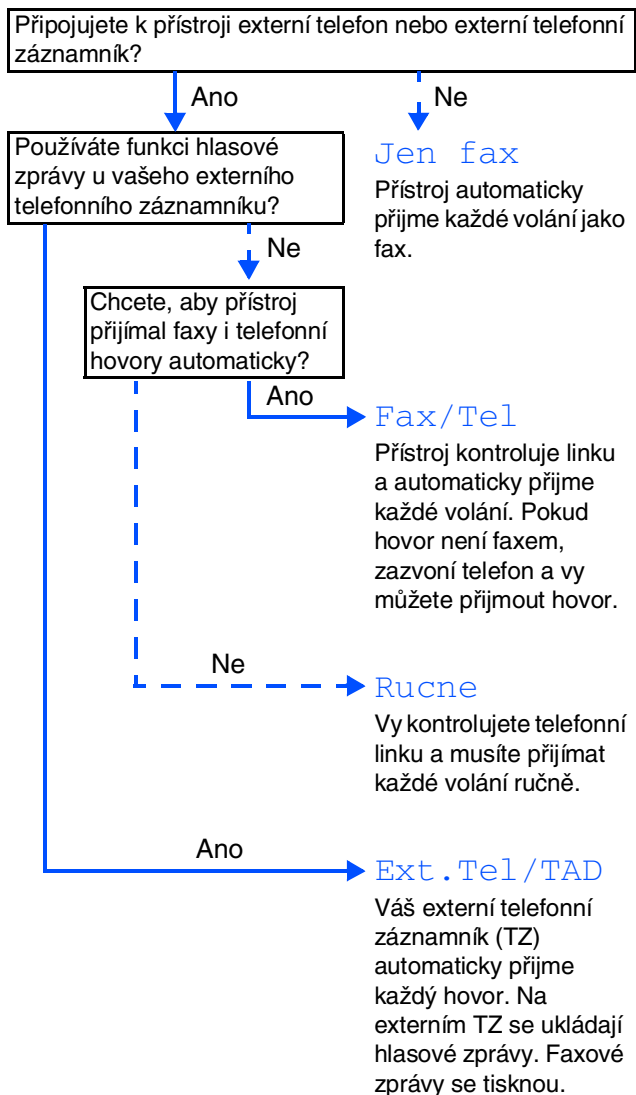 Připojujete k přístroji externí telefon nebo externí telefonní
záznamník?
Ano
Ne
Používáte funkci hlasové
zprávy u vašeho externího
telefonního záznamníku?
Jen fax
Přístroj automaticky
přijme každé volání jako
fax.
Ne
Chcete, aby přístroj
přijímal faxy i telefonní
hovory automaticky?
Ano
Fax/Tel
Přístroj kontroluje linku
a automaticky přijme
každé volání. Pokud
hovor není faxem,
zazvoní telefon a vy
můžete přijmout hovor.
Ne
Rucne
Vy kontrolujete telefonní
linku a musíte přijímat
každé volání ručně.
Ano
Ext.Tel/TAD
Váš externí telefonní
záznamník (TZ)
automaticky přijme
každý hovor. Na
externím TZ se ukládají
hlasové zprávy. Faxové
zprávy se tisknou.